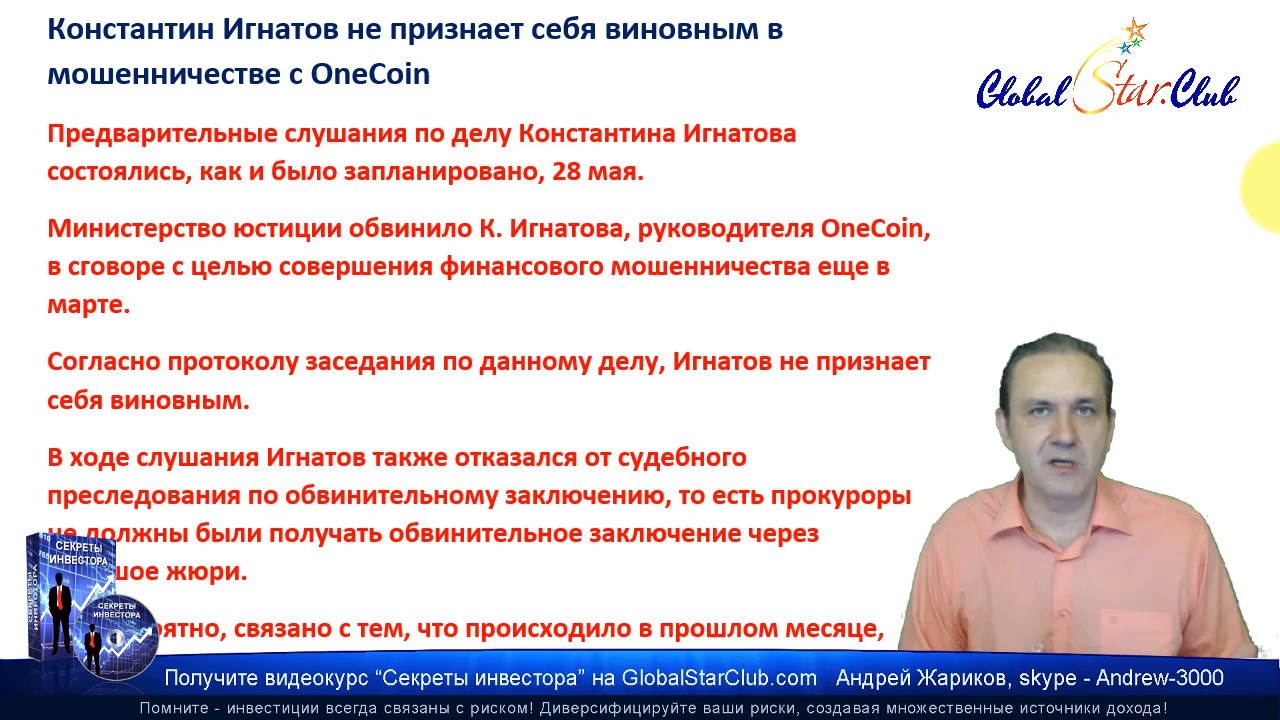 Константин Игнатов не признает себя виновным в
мошенничестве с OneCoin
Global Star.Club
Предварительные слушания по делу Константина Игнатова
состоялись, как и было запланировано, 28 мая.
Министерство юстиции обвинило К. Игнатова, руководителя OneCoin,
в сговоре с целью совершения финансового мошенничества еще в
марте.
Согласно протоколу заседания по данному делу, Игнатов не признает
себя виновным.
В ходе слушания Игнатов также отказался от судебного
преследования по обвинительному заключению, то есть прокуроры
должны были получать обвинительное заключение через
жюри.
связано с тем, что происходило в прошлом месяце,
СЕКРЕТЫ
ИНВЕСТОРА
СЕКРЕТЫ
ИНВЕСТОРА
СЕКРЕТЫ
ИНВЕСТОРА
Получите видеокурс “Секреты инвестора” на GlobalStarClub.com Андрей Жариков, skype - Andrew-3000
Помните - инвестиции всегда связаны с риском! Диверсифицируйте ваши риски, создавая множественные источники дохода!